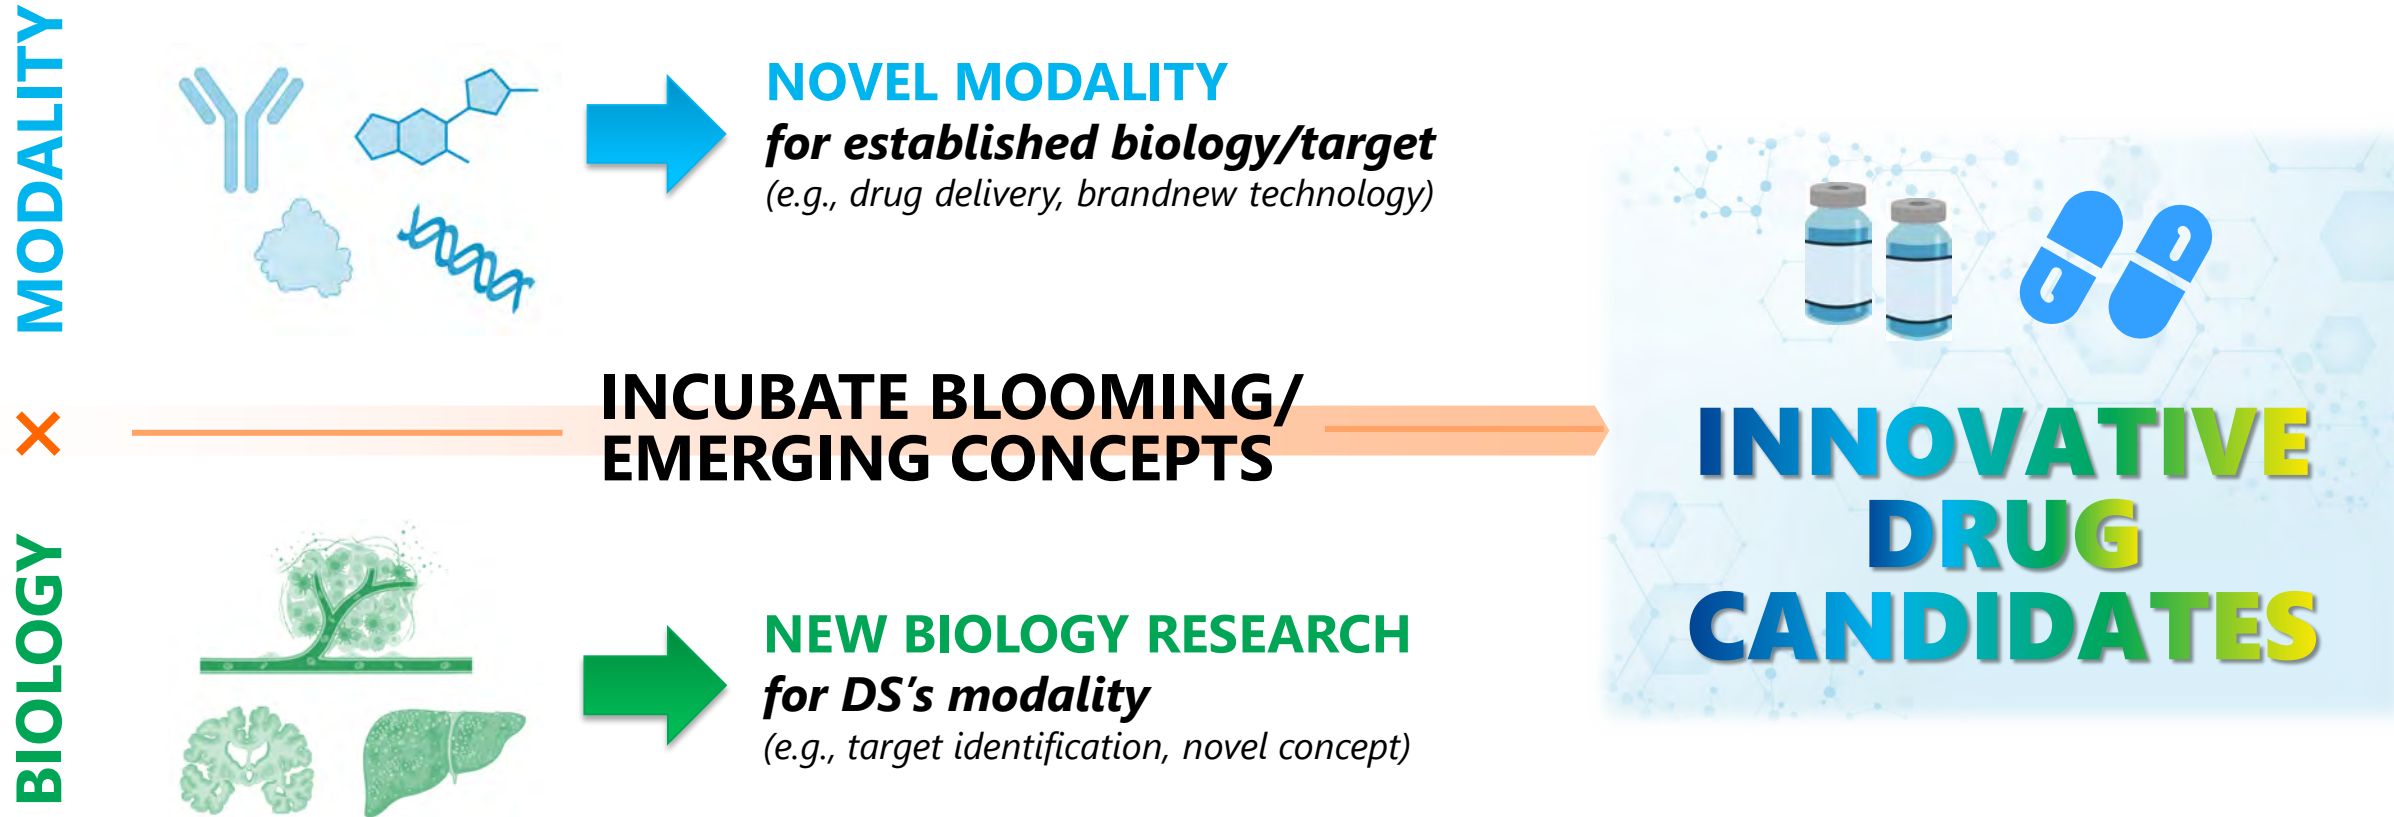 MODALITY
NOVEL MODALITY
for established biology/target
(e.g., drug delivery, brandnew technology)
×
INCUBATE BLOOMING/
EMERGING CONCEPTS
BIOLOGY
NEW BIOLOGY RESEARCH
for DS’s modality
(e.g., target identification, novel concept)
INNOVATIVE
DRUG
CANDIDATES